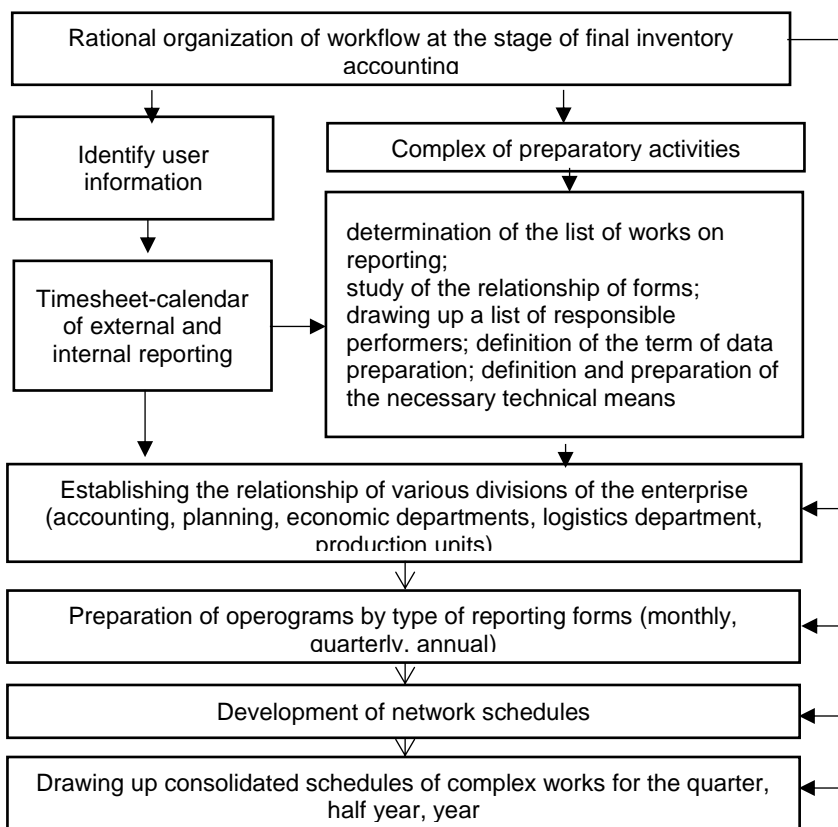 Rational organization of workflow at the stage of final inventory
accounting
Identify user
information
Complex of preparatory activities
Timesheet-calendar
of external and
internal reporting
determination of the list of works on
reporting;
study of the relationship of forms;
drawing up a list of responsible
performers; definition of the term of data
preparation; definition and preparation of
the necessary technical means
Establishing the relationship of various divisions of the enterprise
(accounting, planning, economic departments, logistics department,
production units)
Preparation of operograms by type of reporting forms (monthly,
quarterly, annual)
Development of network schedules
Drawing up consolidated schedules of complex works for the quarter,
half year, year